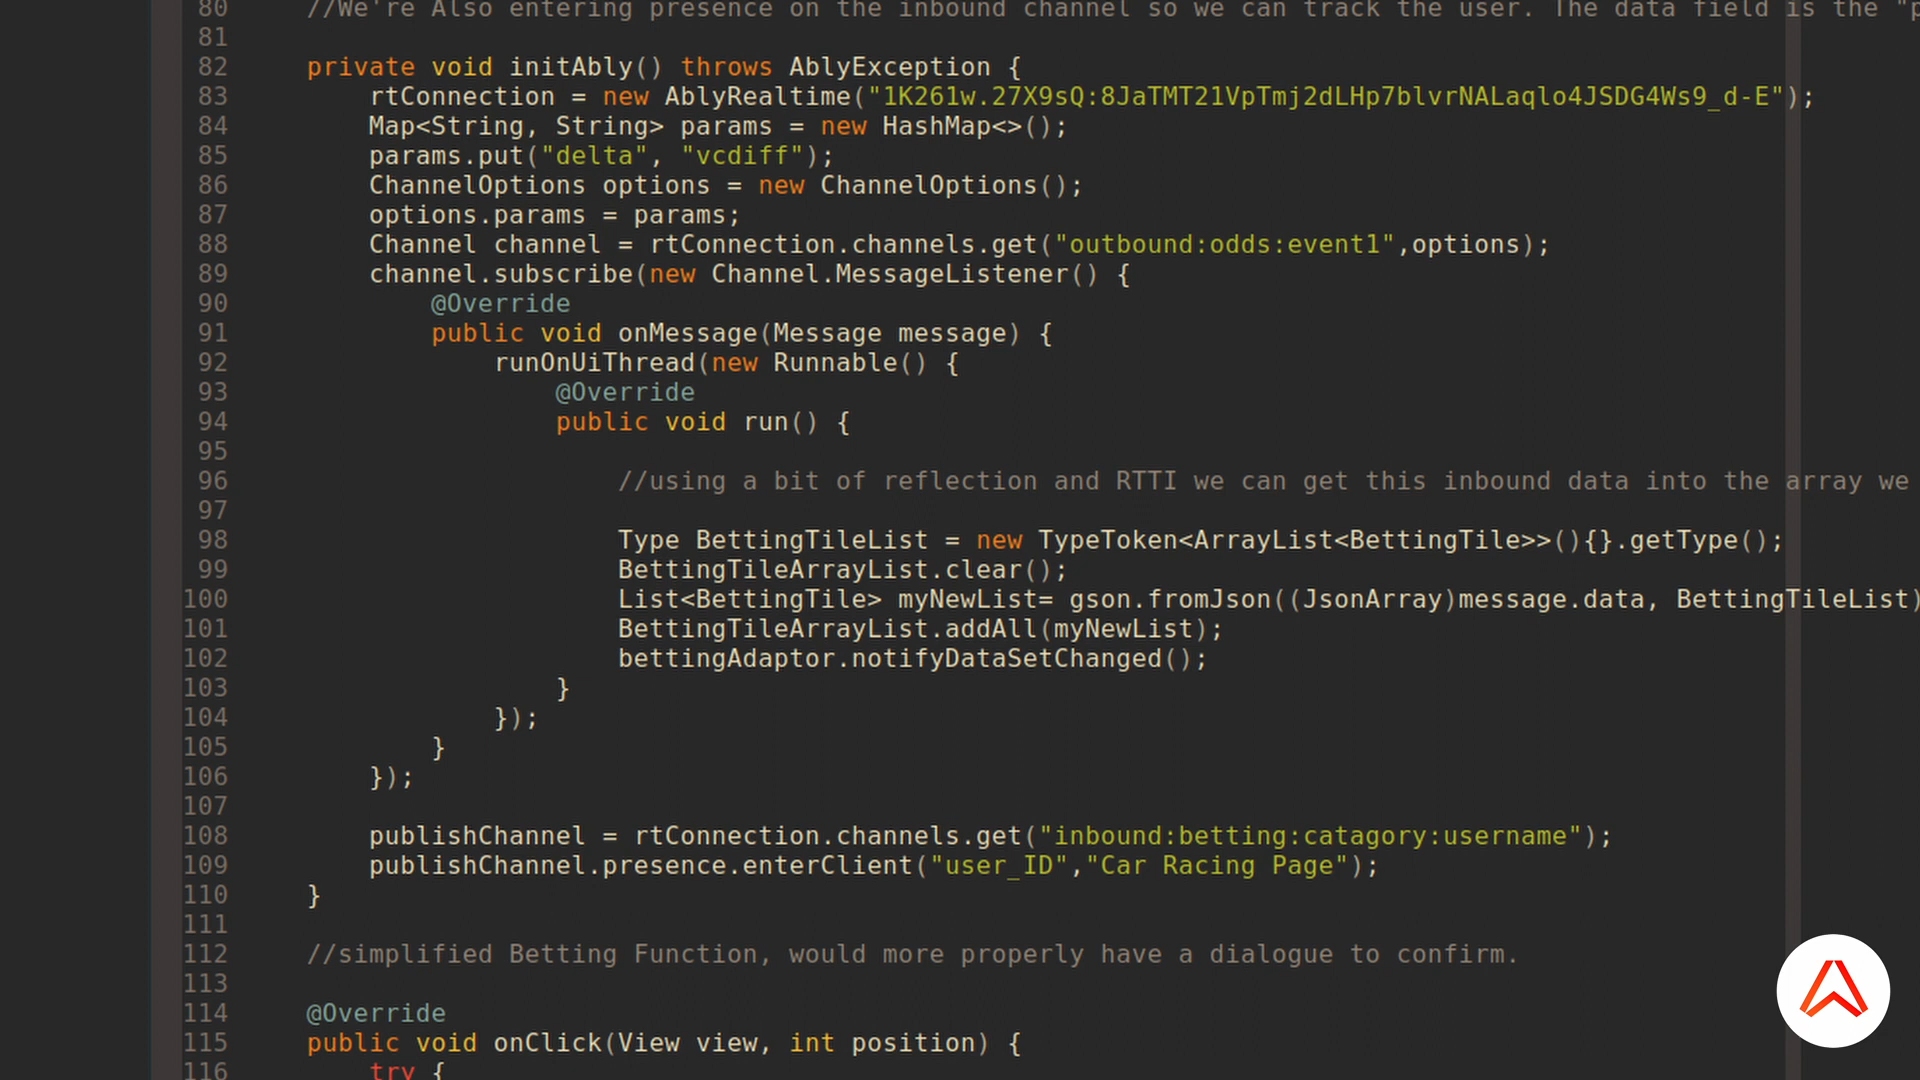 80 //We're Also entering presence on the inbound channel so we can track the user. The data field is the "p
81
82 private void initAbly() throws AblyException {
83 rtConnection = new AblyRealtime("1K261w.27X9sQ:8JaTMT21VpTmj2dLHp7blvrNALaqlo4JSDG4Ws9_d-E");
84 Map<String, String> params = new HashMap<>();
85 params.put("delta", "vcdiff");
86 ChannelOptions options = new ChannelOptions();
87 options.params = params;
88 Channel channel = rtConnection.channels.get("outbound:odds:event1",options);
89 channel.subscribe(new Channel.MessageListener() {
90 @Override
91 public void onMessage(Message message) {
92 runOnUiThread(new Runnable() {
93 @Override
94 public void run() {
95
96 //using a bit of reflection and RTTI we can get this inbound data into the array we
97
98 Type BettingTileList = new TypeToken<ArrayList<BettingTile>>(){}.getType();
99 BettingTileArrayList.clear();
100 List<BettingTile> myNewList= gson.fromJson((JsonArray)message.data, BettingTileList)
101 BettingTileArrayList.addAll(myNewList);
102 bettingAdaptor.notifyDataSetChanged();
103 }
104 });
105 }
106 });
107
108 publishChannel = rtConnection.channels.get("inbound:betting:catagory:username");
109 publishChannel.presence.enterClient("user_ID","Car Racing Page");
110 }
111
112 //simplified Betting Function, would more properly have a dialogue to confirm.
113
114 @Override
115 public void onClick(View view, int position) {
116 try {